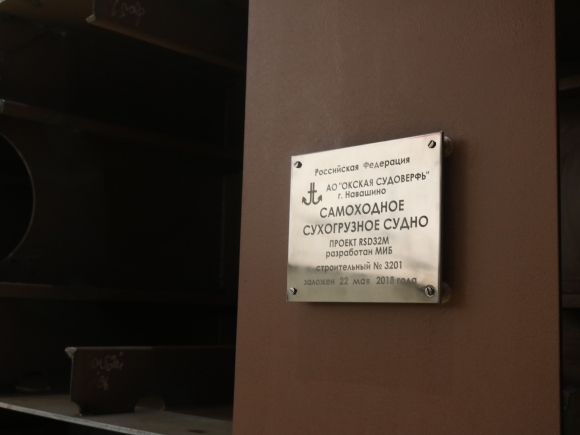 Российская Федерация
АО "ОКСКАЯ СУДОВЕРФЬ"
г. Навашино
САМОХОДНОЕ
СУХОГРУЗНОЕ СУДНО
ПРОЕКТ RSD32M
разработан МИБ
строительный № 3201
заложен 22 мая 2018 года